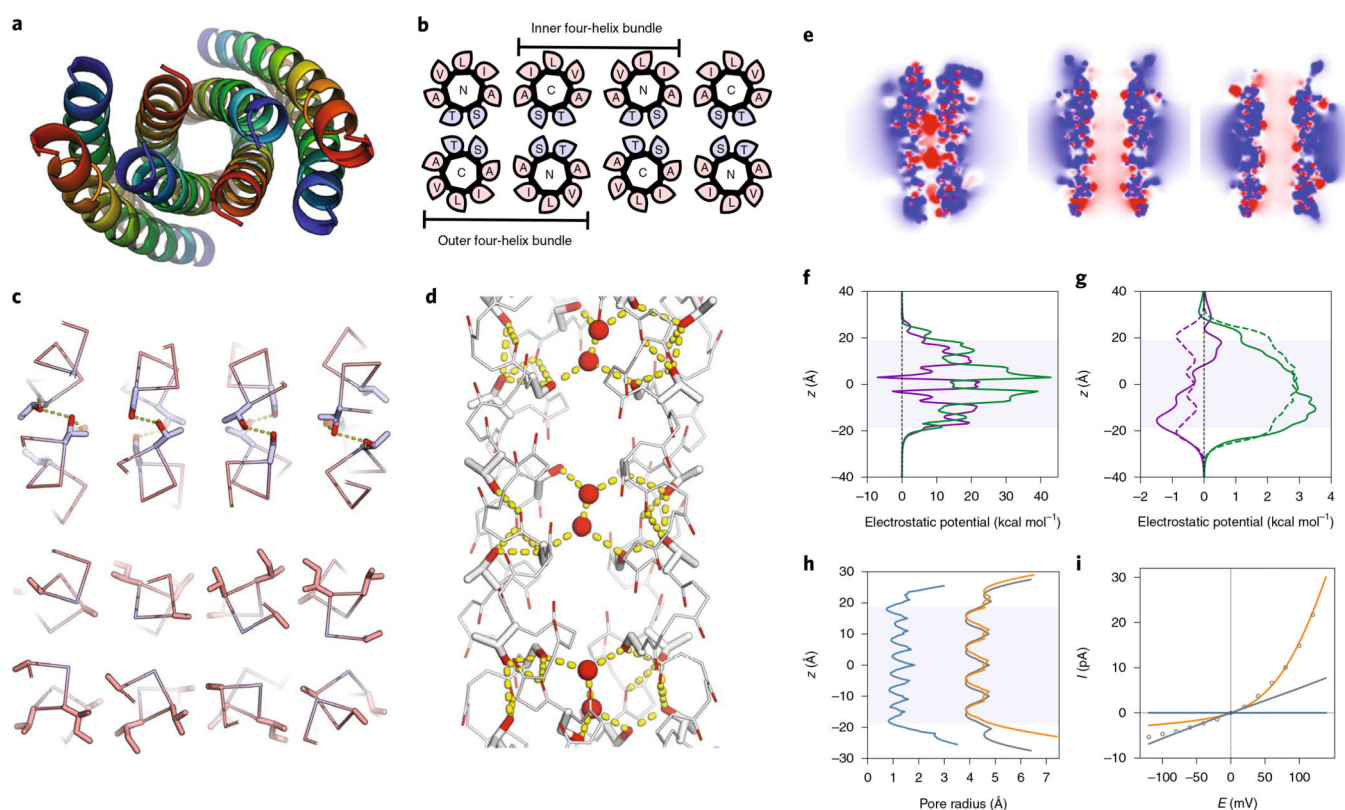 a
b
Inner four-helix bundle
V L I I L V V L I I L V
A N A A C A A N A A C A
T S S T T S S T
T S S T T S S T
A C A A N A A C A A N A
V L I I L V V L I I L V
Outer four-helix bundle
c
d
e
f
40
20
0
−20
−40
z (Å)
−10 0 10 20 30 40
Electrostatic potential (kcal mol−1)
g
40
20
0
−20
−40
z (Å)
−2 −1 0 1 2 3 4
Electrostatic potential (kcal mol−1)
h
30
20
10
0
−10
−20
−30
z (Å)
0 1 2 3 4 5 6 7
Pore radius (Å)
i
30
20
10
0
−10
I (pA)
−100 −50 0 50 100
E (mV)